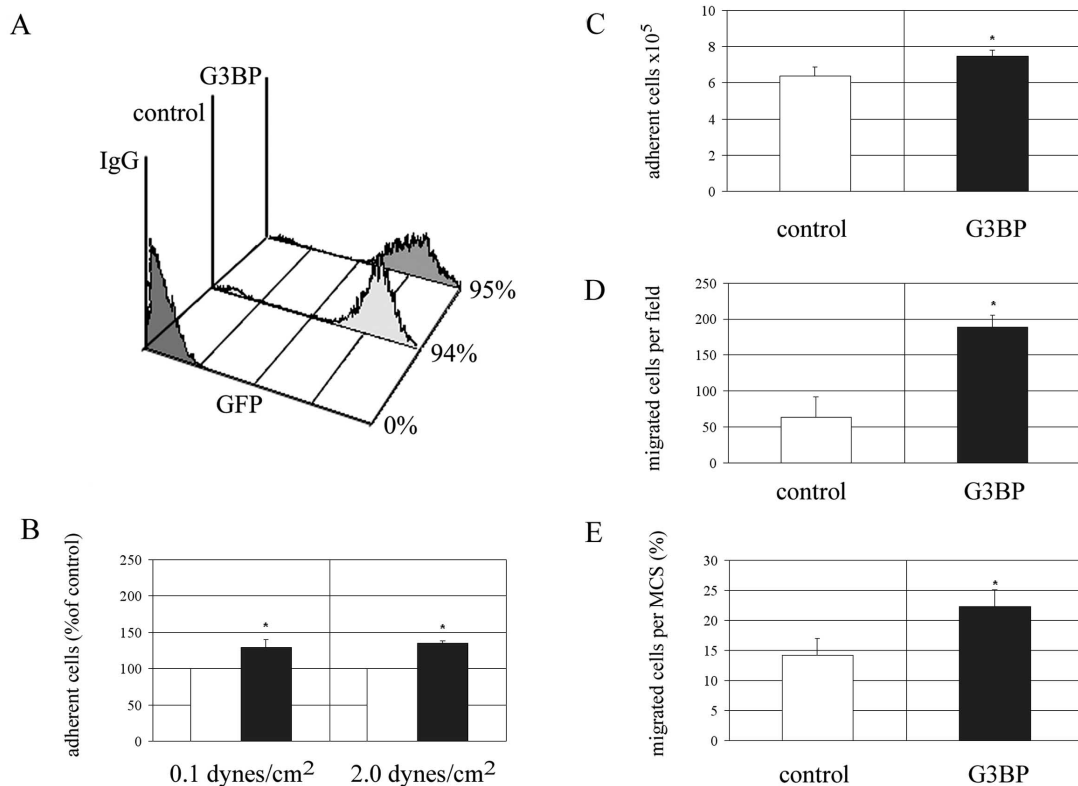 A
G3BP
control
IgG
95%
94%
GFP
0%
B
adherent cells (%of control)
250
200
150
100
50
0
*
*
0.1 dynes/cm²
2.0 dynes/cm²
C
adherent cells x10⁵
10
8
6
4
2
0
*
control
G3BP
D
migrated cells per field
200
250
150
100
50
0
*
control
G3BP
E
migrated cells per MCS (%)
30
25
20
15
10
5
0
*
control
G3BP